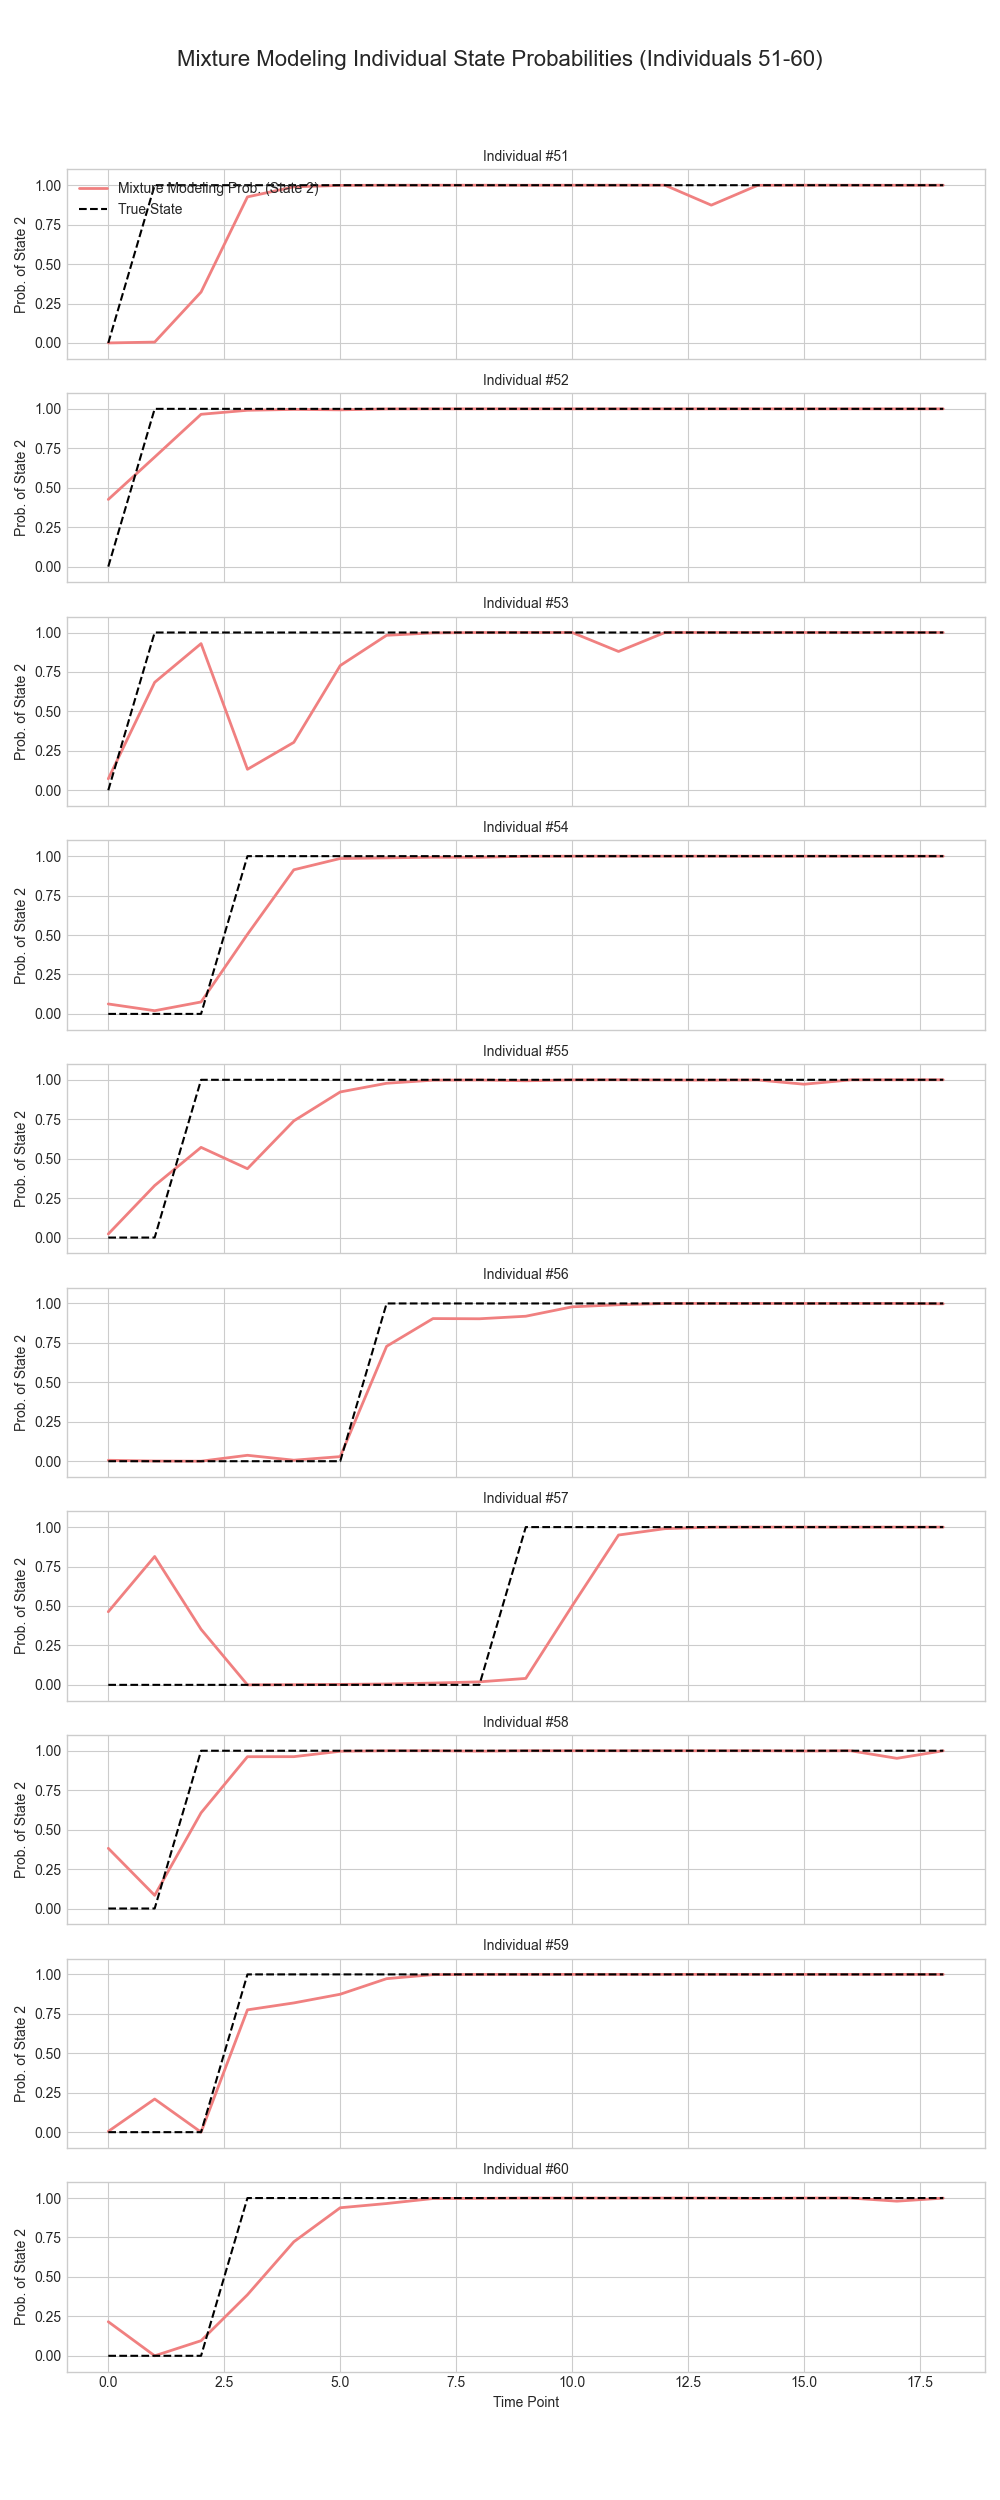 Mixture Modeling Individual State Probabilities (Individuals 51-60)
Individual #51
Mixture Modeling Prob. (State 2)
True State
Prob. of State 2
1.00
0.75
0.50
0.25
0.00
Individual #52
Prob. of State 2
1.00
0.75
0.50
0.25
0.00
Individual #53
Prob. of State 2
1.00
0.75
0.50
0.25
0.00
Individual #54
Prob. of State 2
1.00
0.75
0.50
0.25
0.00
Individual #55
Prob. of State 2
1.00
0.75
0.50
0.25
0.00
Individual #56
Prob. of State 2
1.00
0.75
0.50
0.25
0.00
Individual #57
Prob. of State 2
1.00
0.75
0.50
0.25
0.00
Individual #58
Prob. of State 2
1.00
0.75
0.50
0.25
0.00
Individual #59
Prob. of State 2
1.00
0.75
0.50
0.25
0.00
Individual #60
Prob. of State 2
1.00
0.75
0.50
0.25
0.00
0.0 2.5 5.0 7.5 10.0 12.5 15.0 17.5
Time Point